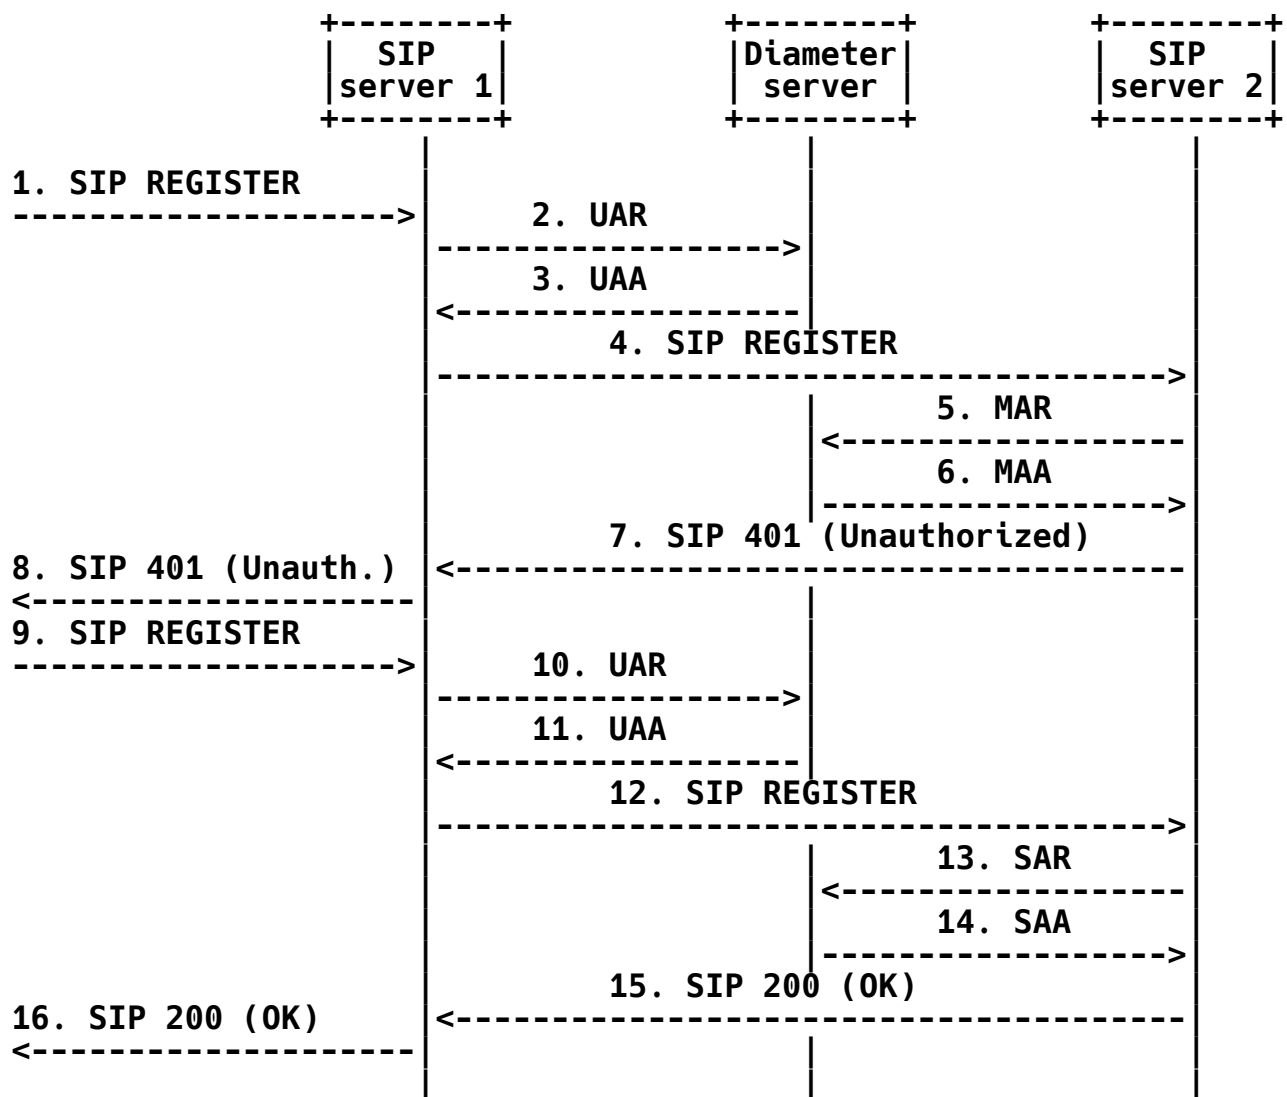 SIP server 1
Diameter server
SIP server 2
1. SIP REGISTER
2. UAR
3. UAA
4. SIP REGISTER
5. MAR
6. MAA
7. SIP 401 (Unauthorized)
8. SIP 401 (Unauth.)
9. SIP REGISTER
10. UAR
11. UAA
12. SIP REGISTER
13. SAR
14. SAA
15. SIP 200 (OK)
16. SIP 200 (OK)